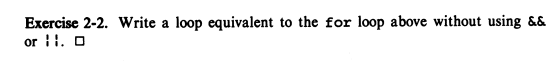 Exercise 2-2. Write a loop equivalent to the for loop above without using &&
or ||. □